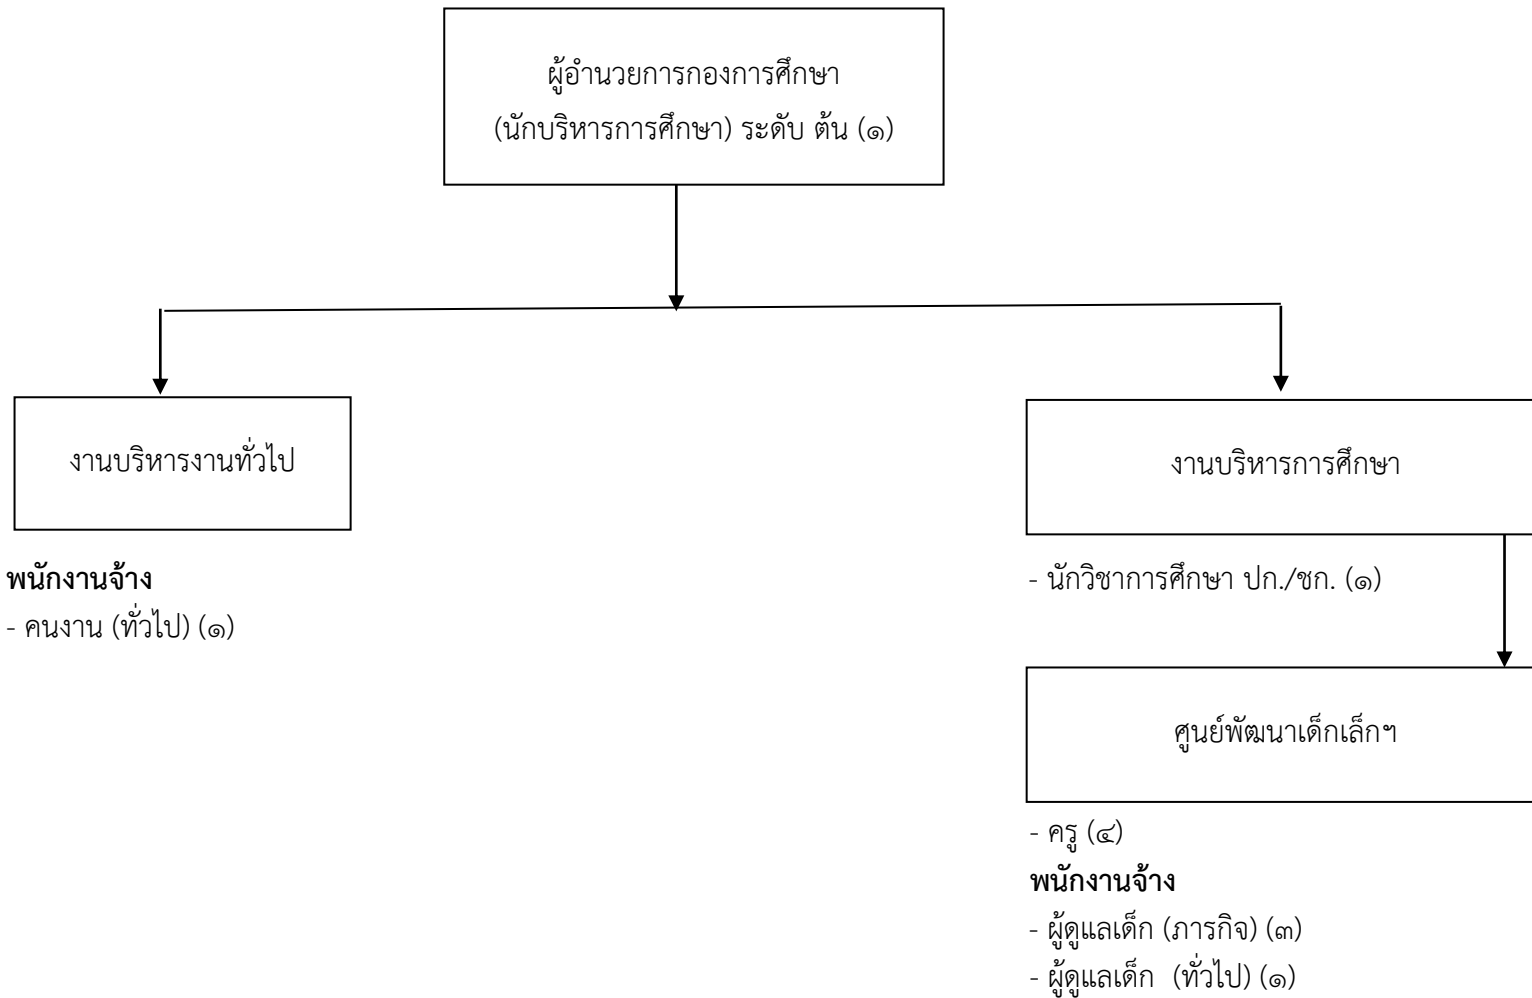 ผู้อำนวยการกองการศึกษา
(นักบริหารการศึกษา) ระดับ ต้น (๑)
งานบริหารงานทั่วไป
พนักงานจ้าง
- คนงาน (ทั่วไป) (๑)
งานบริหารการศึกษา
- นักวิชาการศึกษา ปก./ชก. (๑)
ศูนย์พัฒนาเด็กเล็กฯ
- ครู (๔)
พนักงานจ้าง
- ผู้ดูแลเด็ก (ภารกิจ) (๓)
- ผู้ดูแลเด็ก (ทั่วไป) (๑)